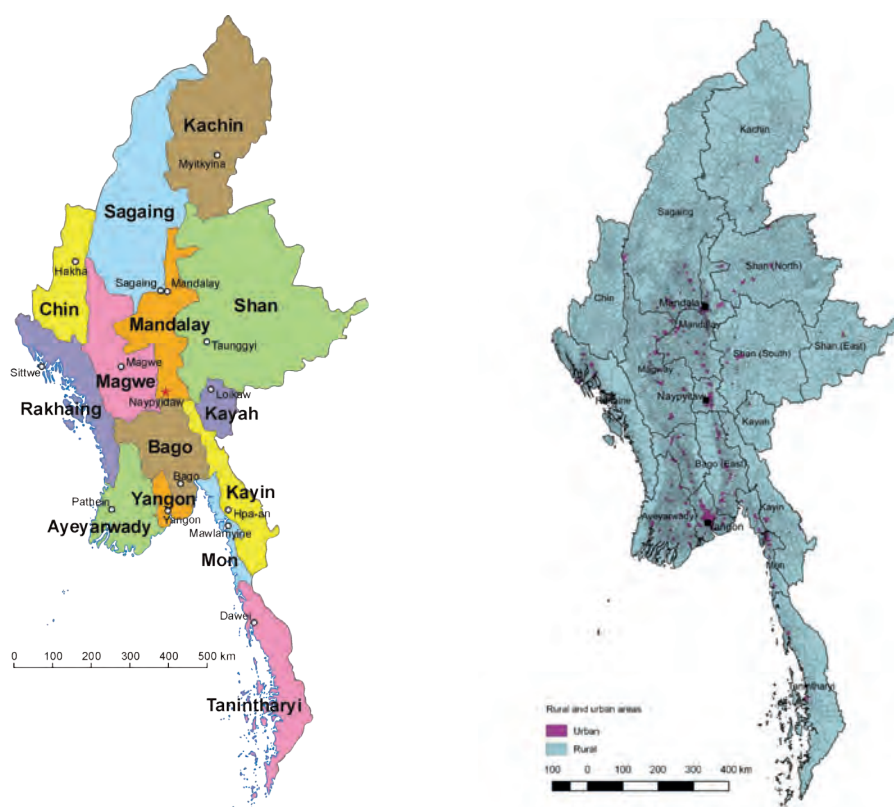 Kachin
Myitkyina
Sagaing
Hakha
Sagaing
Mandalay
Chin
Shan
Mandalay
Taunggyi
Sittwe
Magwe
Magwe
Loikaw
Naypyidaw
Rakhaing
Kayah
Bago
Bago
Kayin
Yangon
Pathein
Hpa-an
Yangon
Ayeyarwady
Mawlamyine
Mon
Dawei
0 100 200 300 400 500 km
Tanintharyi
Kachin
Sagaing
Shan (North)
Chin
Mandalay
Mandalay
Shan (East)
Shan (South)
Magway
Naypyitaw
Kayah
Bago (East)
Kayin
Ayeyarwady
Yangon
Mon
Rural and urban areas
Urban
Rural
100 0 100 200 300 400 km